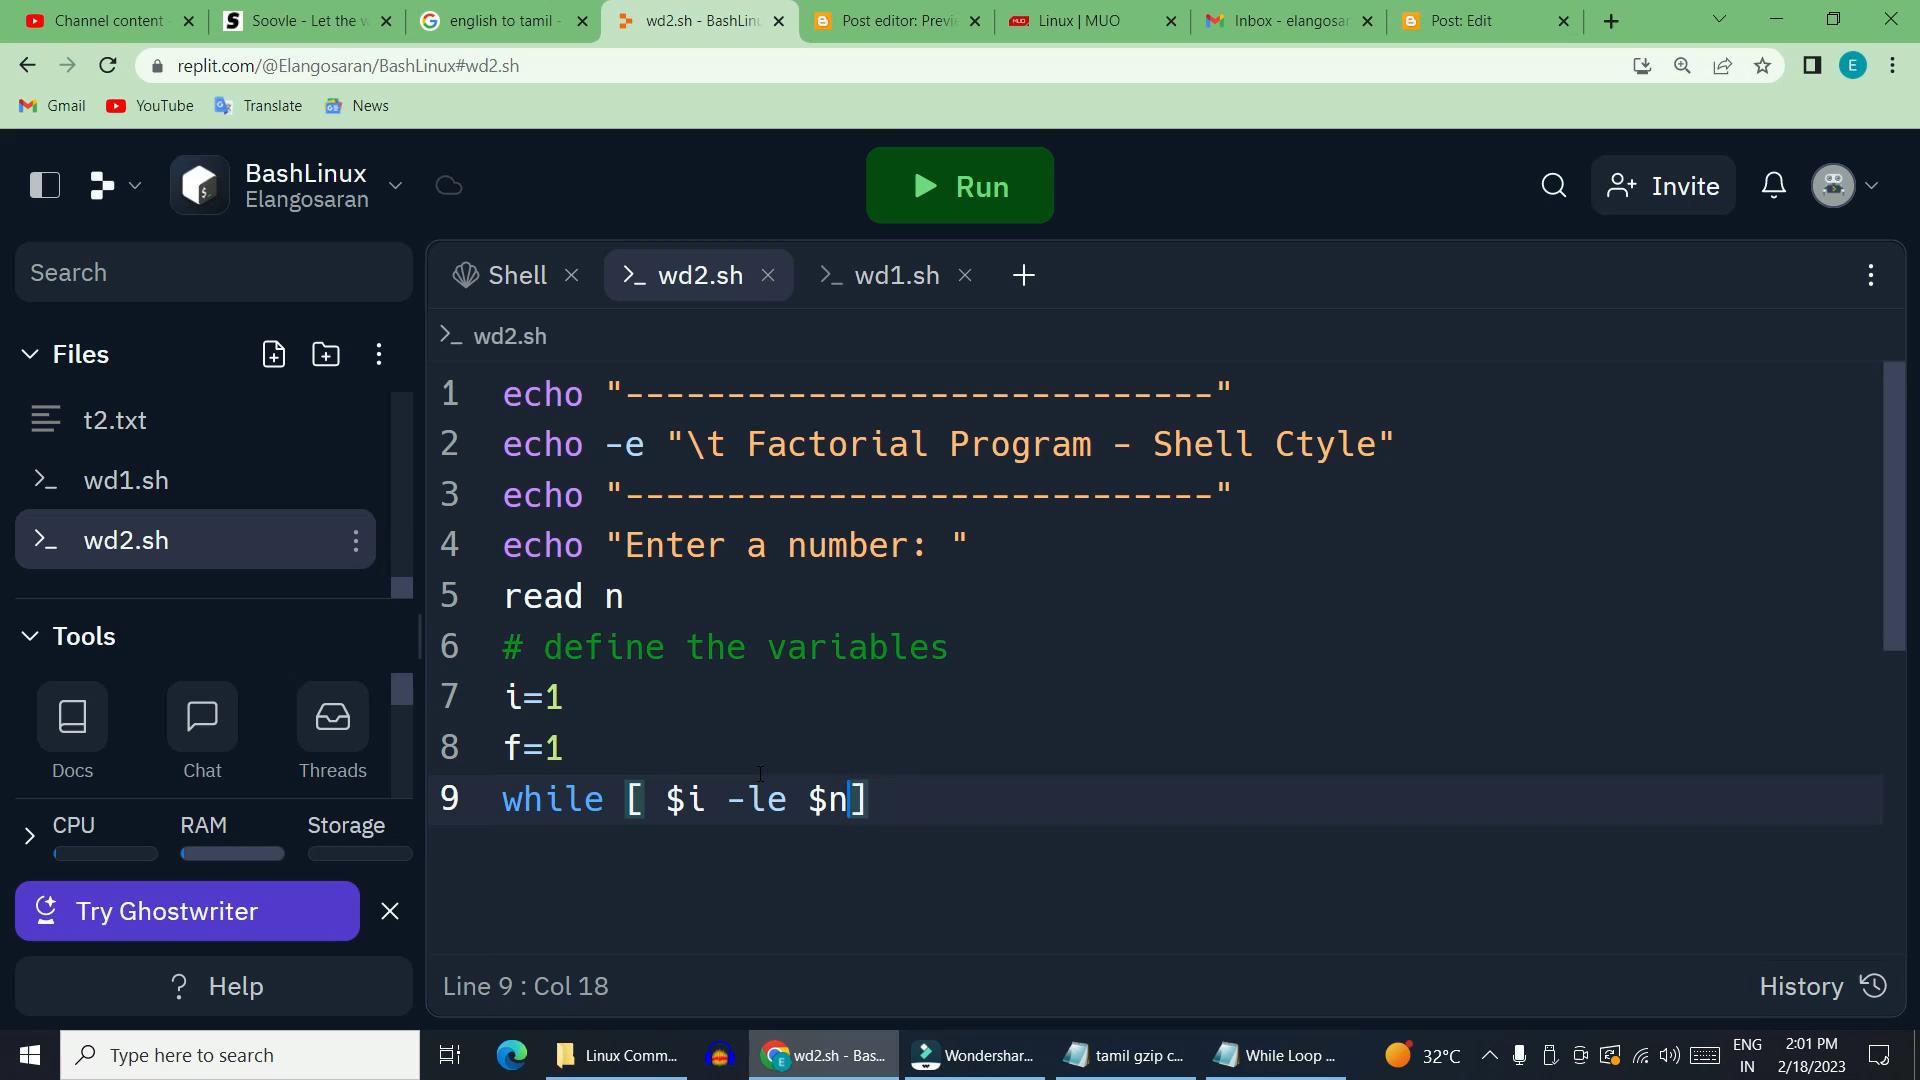 Channel content
Soovle - Let the w
english to tamil -
wd2.sh - BashLinu
Post editor: Previe
Linux | MUO
Inbox - elangosar
Post: Edit
replit.com/@Elangosaran/BashLinux#wd2.sh
E
Gmail
YouTube
Translate
News
BashLinux
Elangosaran
Run
Invite
Search
Shell
wd2.sh
wd1.sh
wd2.sh
Files
t2.txt
wd1.sh
wd2.sh
1 echo "-----------------------------"
2 echo -e "\t Factorial Program - Shell Ctyle"
3 echo "-----------------------------"
4 echo "Enter a number: "
5 read n
6 # define the variables
7 i=1
8 f=1
9 while [ $i -le $n]
Tools
Docs
Chat
Threads
CPU
RAM
Storage
Try Ghostwriter
? Help
Line 9 : Col 18
History
Type here to search
Linux Comm...
wd2.sh - Bas...
Wondershar...
tamil gzip c...
While Loop ...
32°C
ENG
IN
2:01 PM
2/18/2023